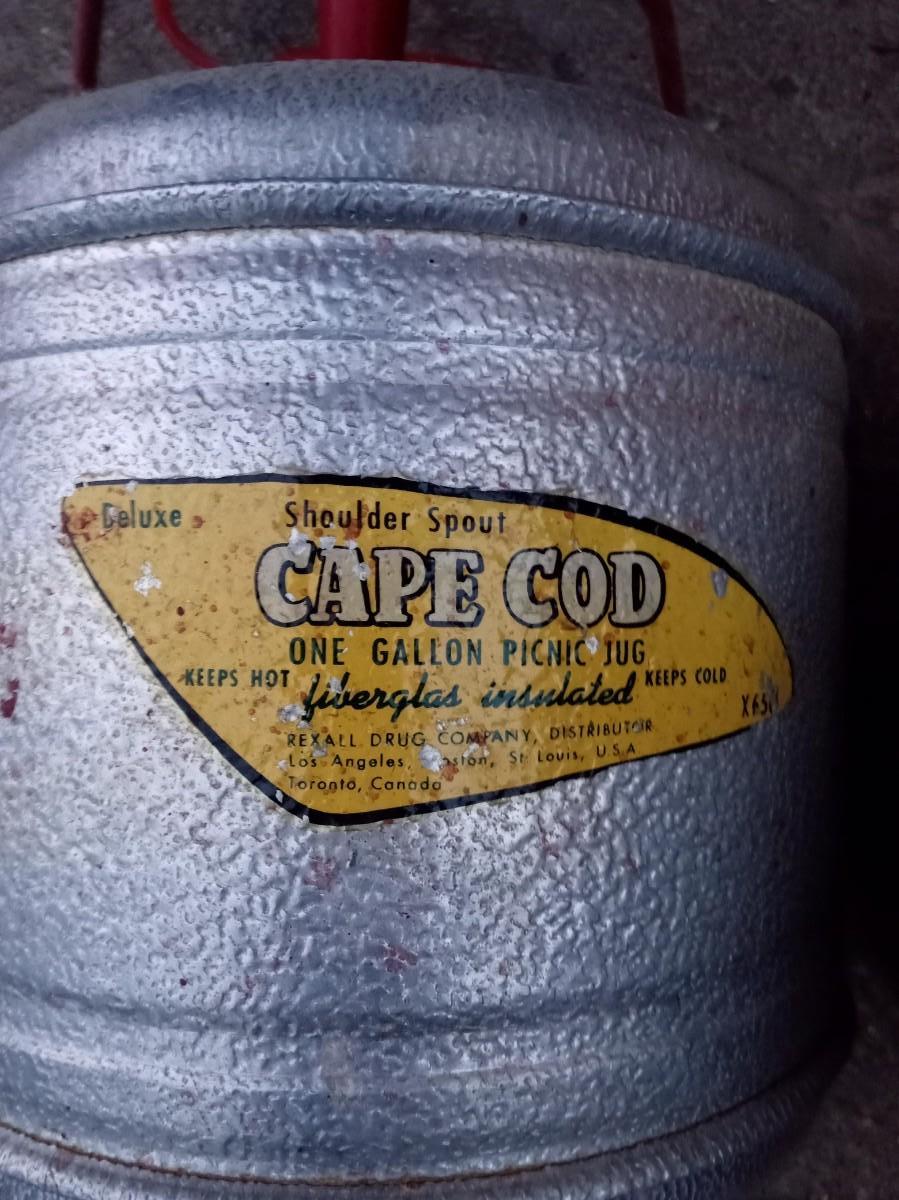 Deluxe Shoulder Spout
CAPE COD
ONE GALLON PICNIC JUG
KEEPS HOT fiberglas insulated KEEPS COLD
REXALL DRUG COMPANY, DISTRIBUTOR
Los Angeles, Boston, St. Louis, U.S.A
Toronto, Canada